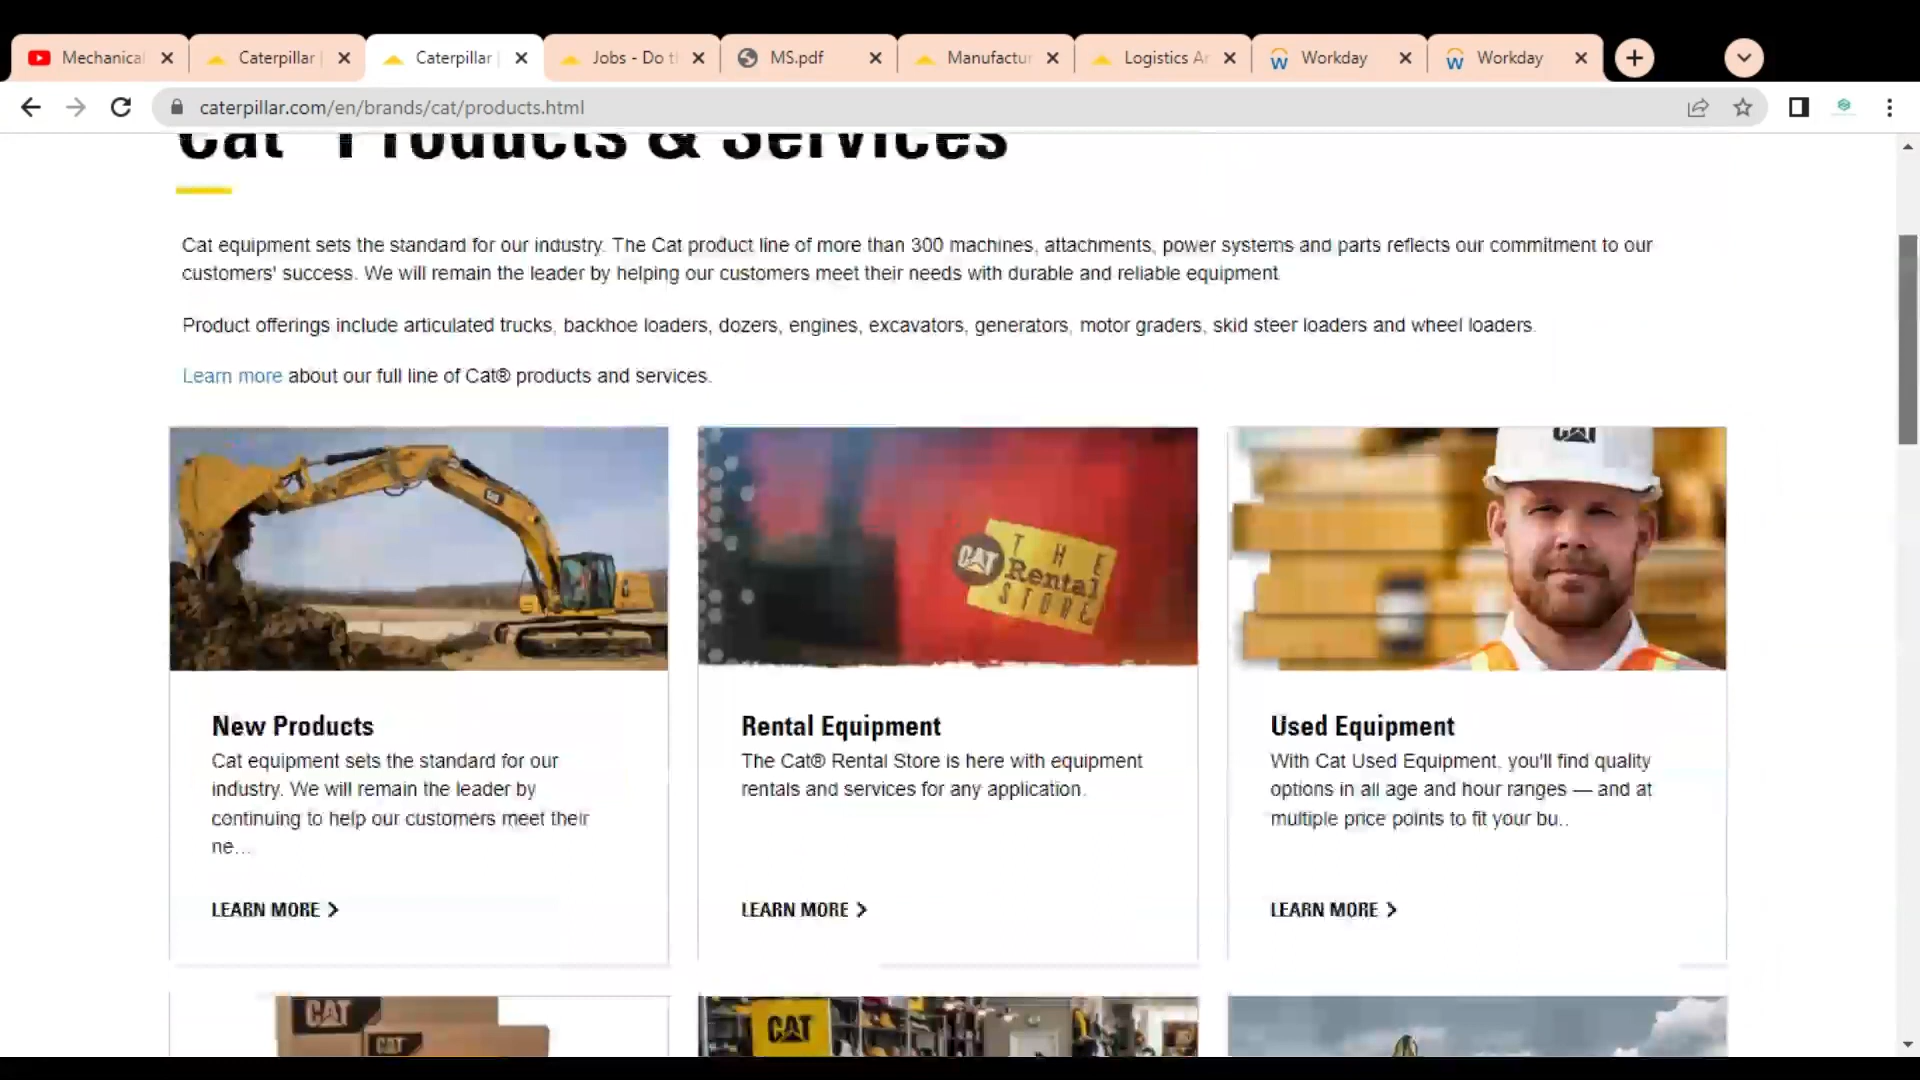 Mechanical
Caterpillar
Caterpillar
Jobs - Do t
MS.pdf
Manufactur
Logistics Ar
Workday
Workday
caterpillar.com/en/brands/cat/products.html
Cat® Products & Services
Cat equipment sets the standard for our industry. The Cat product line of more than 300 machines, attachments, power systems and parts reflects our commitment to our
customers' success. We will remain the leader by helping our customers meet their needs with durable and reliable equipment.
Product offerings include articulated trucks, backhoe loaders, dozers, engines, excavators, generators, motor graders, skid steer loaders and wheel loaders.
Learn more about our full line of Cat® products and services.
CAT
CAT THE Rental STORE
CAT
New Products
Cat equipment sets the standard for our
industry. We will remain the leader by
continuing to help our customers meet their
ne...
LEARN MORE
Rental Equipment
The Cat® Rental Store is here with equipment
rentals and services for any application.
LEARN MORE
Used Equipment
With Cat Used Equipment, you'll find quality
options in all age and hour ranges — and at
multiple price points to fit your bu..
LEARN MORE
CAT
CAT
CAT